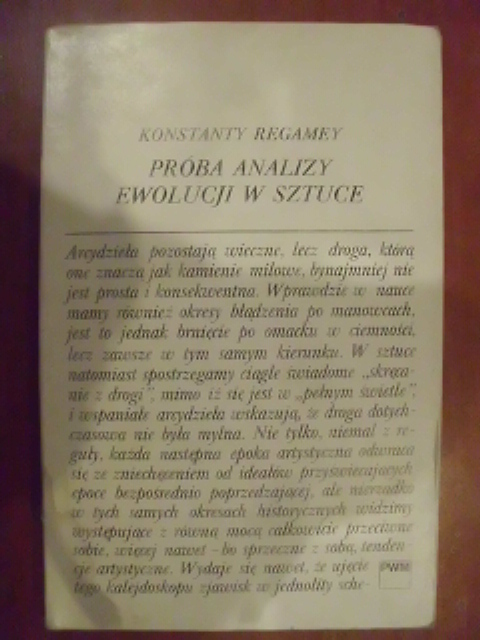 KONSTANTY REGAMEY
PRÓBA ANALIZY
EWOLUCJI W SZTUCE
Arcydzieła pozostają wieczne, lecz droga, którą
one znaczą jak kamienie milowe, bynajmniej nie
jest prosta i konsekwentna. Wprawdzie w nauce
mamy również okresy błądzenia po manowcach,
jest to jednak brnięcie po omacku w ciemności,
lecz zawsze w tym samym kierunku. W sztuce
natomiast spostrzegamy ciągle świadome „skręca-
nie z drogi", mimo iż się jest w „pełnym świetle",
i wspaniałe arcydzieła wskazują, że droga dotych-
czasowa nie była mylna. Nie tylko, niemal z re-
guły, każda następna epoka artystyczna odwraca
się ze zniechęceniem od ideałów przyświecających
epoce bezpośrednio poprzedzającej, ale nierzadko
w tych samych okresach historycznych widzimy
występujące z równą mocą całkowicie przeciwne
sobie, więcej nawet - bo sprzeczne z sobą, tenden
cje artystyczne. Wydaje się nawet, że ujęcie
tego kalejdoskopu zjawisk w jednolity sche-
PWM